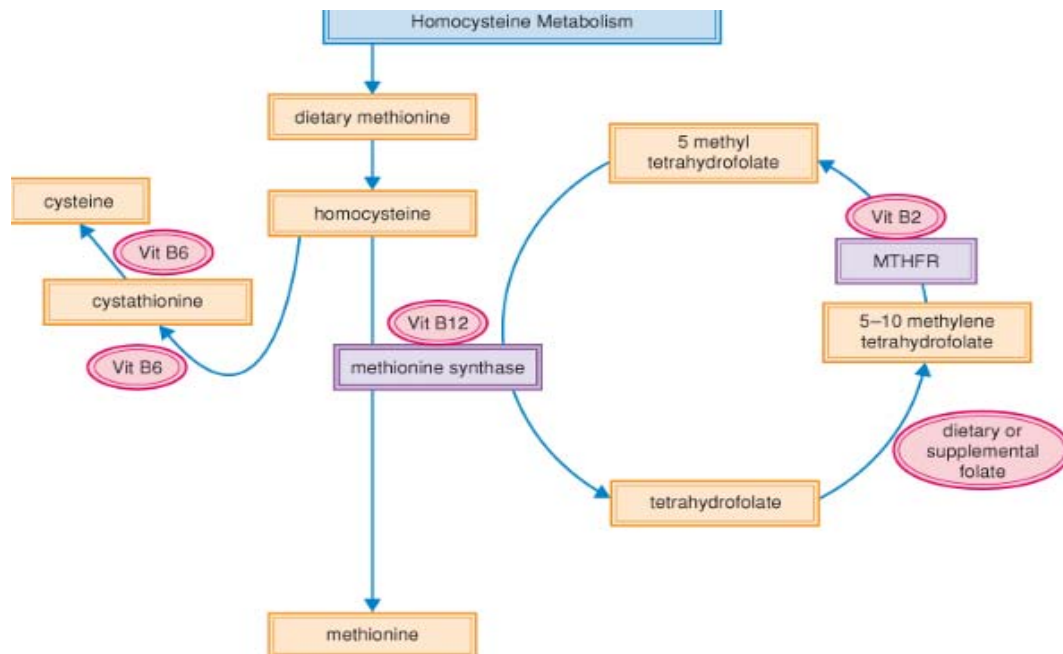 Homocysteine Metabolism
dietary methionine
5 methyl
tetrahydrofolate
cysteine
homocysteine
Vit B2
Vit B6
MTHFR
cystathionine
Vit B12
5–10 methylene
tetrahydrofolate
Vit B6
methionine synthase
dietary or
supplemental
folate
tetrahydrofolate
methionine